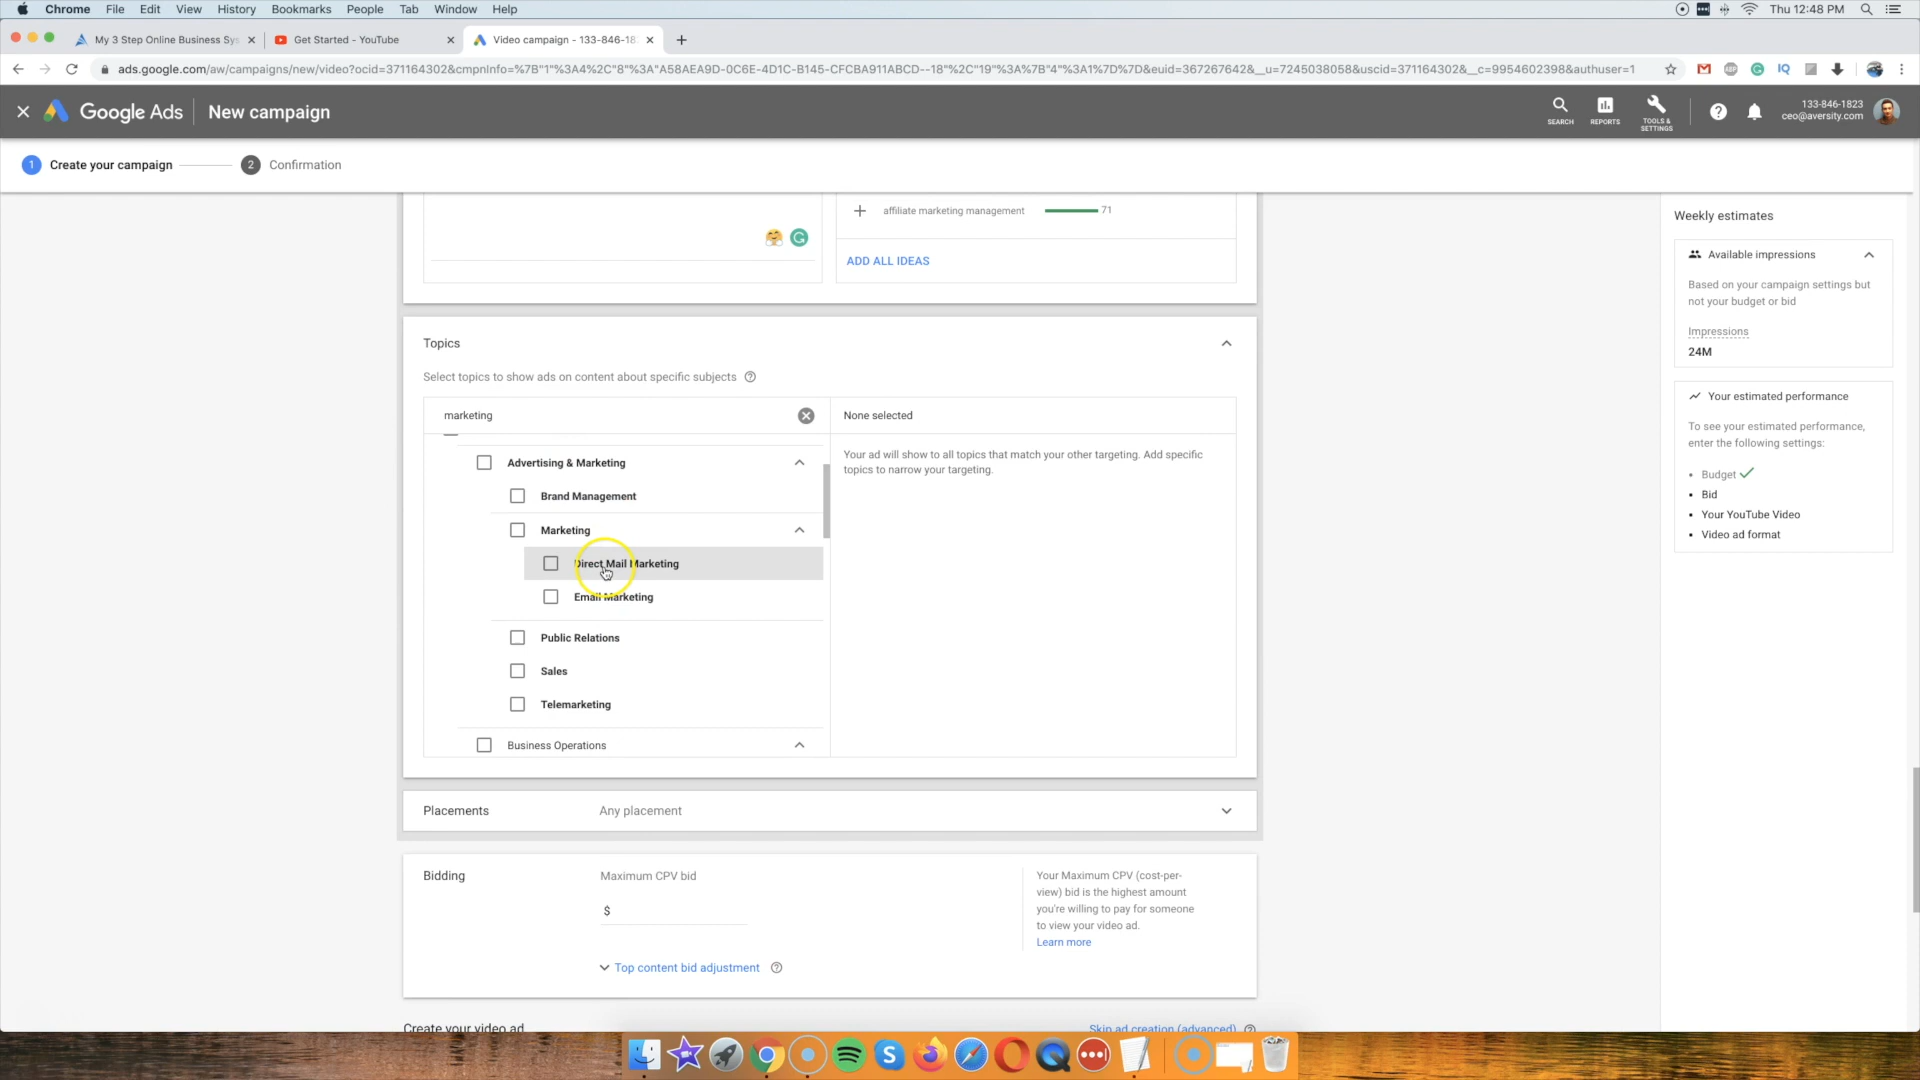 Chrome File Edit View History Bookmarks People Tab Window Help
Thu 12:48 PM
My 3 Step Online Business Sys
Get Started - YouTube
Video campaign - 133-846-182
ads.google.com/aw/campaigns/new/video?ocid=371164302&cmpnInfo=%7B"1"%3A4%2C"8"%3A"A58AEA9D-0C6E-4D1C-B145-CFCBA911ABCD--18"%2C"19"%3A%7B"4"%3A1%7D%7D&euid=367267642&__u=7245038058&uscid=371164302&__c=9954602398&authuser=1
Google Ads New campaign
SEARCH
REPORTS
TOOLS & SETTINGS
133-846-1823
ceo@aversity.com
1 Create your campaign
2 Confirmation
affiliate marketing management 71
ADD ALL IDEAS
Topics
Select topics to show ads on content about specific subjects
marketing
None selected
Your ad will show to all topics that match your other targeting. Add specific
topics to narrow your targeting.
Advertising & Marketing
Brand Management
Marketing
Direct Mail Marketing
Email Marketing
Public Relations
Sales
Telemarketing
Business Operations
Placements Any placement
Bidding
Maximum CPV bid
$
Your Maximum CPV (cost-per-
view) bid is the highest amount
you're willing to pay for someone
to view your video ad.
Learn more
Top content bid adjustment
Create your video ad
Skip ad creation (advanced)
Weekly estimates
Available impressions
Based on your campaign settings but
not your budget or bid
Impressions
24M
Your estimated performance
To see your estimated performance,
enter the following settings:
Budget
Bid
Your YouTube Video
Video ad format